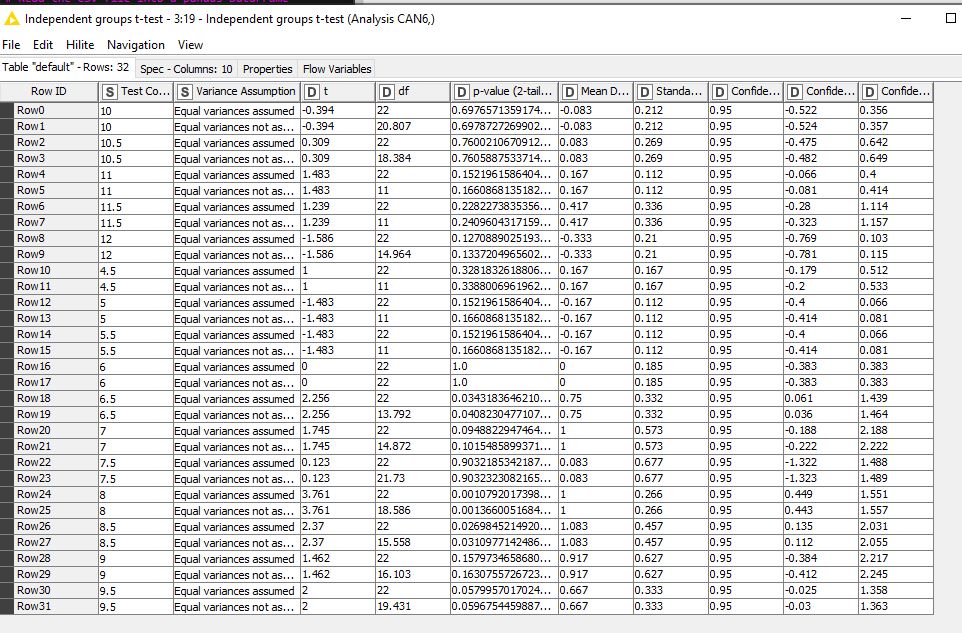 Independent groups t-test - 3:19 - Independent groups t-test (Analysis CAN6,)
File Edit Hilite Navigation View
Table "default" - Rows: 32 Spec - Columns: 10 Properties Flow Variables
Row ID S Test Co... S Variance Assumption D t D df D p-value (2-tail... D Mean D... D Standa... D Confide... D Confide... D Confide...
Row0 10 Equal variances assumed -0.394 22 0.6976571359174... -0.083 0.212 0.95 -0.522 0.356
Row1 10 Equal variances not as... -0.394 20.807 0.6978727269902... -0.083 0.212 0.95 -0.524 0.357
Row2 10.5 Equal variances assumed 0.309 22 0.7600210670912... 0.083 0.269 0.95 -0.475 0.642
Row3 10.5 Equal variances not as... 0.309 18.384 0.7605887533714... 0.083 0.269 0.95 -0.482 0.649
Row4 11 Equal variances assumed 1.483 22 0.1521961586404... 0.167 0.112 0.95 -0.066 0.4
Row5 11 Equal variances not as... 1.483 11 0.1660868135182... 0.167 0.112 0.95 -0.081 0.414
Row6 11.5 Equal variances assumed 1.239 22 0.2282273835356... 0.417 0.336 0.95 -0.28 1.114
Row7 11.5 Equal variances not as... 1.239 11 0.2409604317159... 0.417 0.336 0.95 -0.323 1.157
Row8 12 Equal variances assumed -1.586 22 0.1270889025193... -0.333 0.21 0.95 -0.769 0.103
Row9 12 Equal variances not as... -1.586 14.964 0.1337204965602... -0.333 0.21 0.95 -0.781 0.115
Row10 4.5 Equal variances assumed 1 22 0.3281832618806... 0.167 0.167 0.95 -0.179 0.512
Row11 4.5 Equal variances not as... 1 11 0.3388006961962... 0.167 0.167 0.95 -0.2 0.533
Row12 5 Equal variances assumed -1.483 22 0.1521961586404... -0.167 0.112 0.95 -0.4 0.066
Row13 5 Equal variances not as... -1.483 11 0.1660868135182... -0.167 0.112 0.95 -0.414 0.081
Row14 5.5 Equal variances assumed -1.483 22 0.1521961586404... -0.167 0.112 0.95 -0.4 0.066
Row15 5.5 Equal variances not as... -1.483 11 0.1660868135182... -0.167 0.112 0.95 -0.414 0.081
Row16 6 Equal variances assumed 0 22 1.0 0 0.185 0.95 -0.383 0.383
Row17 6 Equal variances not as... 0 22 1.0 0 0.185 0.95 -0.383 0.383
Row18 6.5 Equal variances assumed 2.256 22 0.0343183646210... 0.75 0.332 0.95 0.061 1.439
Row19 6.5 Equal variances not as... 2.256 13.792 0.0408230477107... 0.75 0.332 0.95 0.036 1.464
Row20 7 Equal variances assumed 1.745 22 0.0948822947464... 1 0.573 0.95 -0.188 2.188
Row21 7 Equal variances not as... 1.745 14.872 0.1015485899371... 1 0.573 0.95 -0.222 2.222
Row22 7.5 Equal variances assumed 0.123 22 0.9032185342187... 0.083 0.677 0.95 -1.322 1.488
Row23 7.5 Equal variances not as... 0.123 21.73 0.9032323082165... 0.083 0.677 0.95 -1.323 1.489
Row24 8 Equal variances assumed 3.761 22 0.0010792017398... 1 0.266 0.95 0.449 1.551
Row25 8 Equal variances not as... 3.761 18.586 0.0013660051684... 1 0.266 0.95 0.443 1.557
Row26 8.5 Equal variances assumed 2.37 22 0.0269845214920... 1.083 0.457 0.95 0.135 2.031
Row27 8.5 Equal variances not as... 2.37 15.558 0.0310977142486... 1.083 0.457 0.95 0.112 2.055
Row28 9 Equal variances assumed 1.462 22 0.1579734658680... 0.917 0.627 0.95 -0.384 2.217
Row29 9 Equal variances not as... 1.462 16.103 0.1630755726723... 0.917 0.627 0.95 -0.412 2.245
Row30 9.5 Equal variances assumed 2 22 0.0579957017024... 0.667 0.333 0.95 -0.025 1.358
Row31 9.5 Equal variances not as... 2 19.431 0.0596754459887... 0.667 0.333 0.95 -0.03 1.363